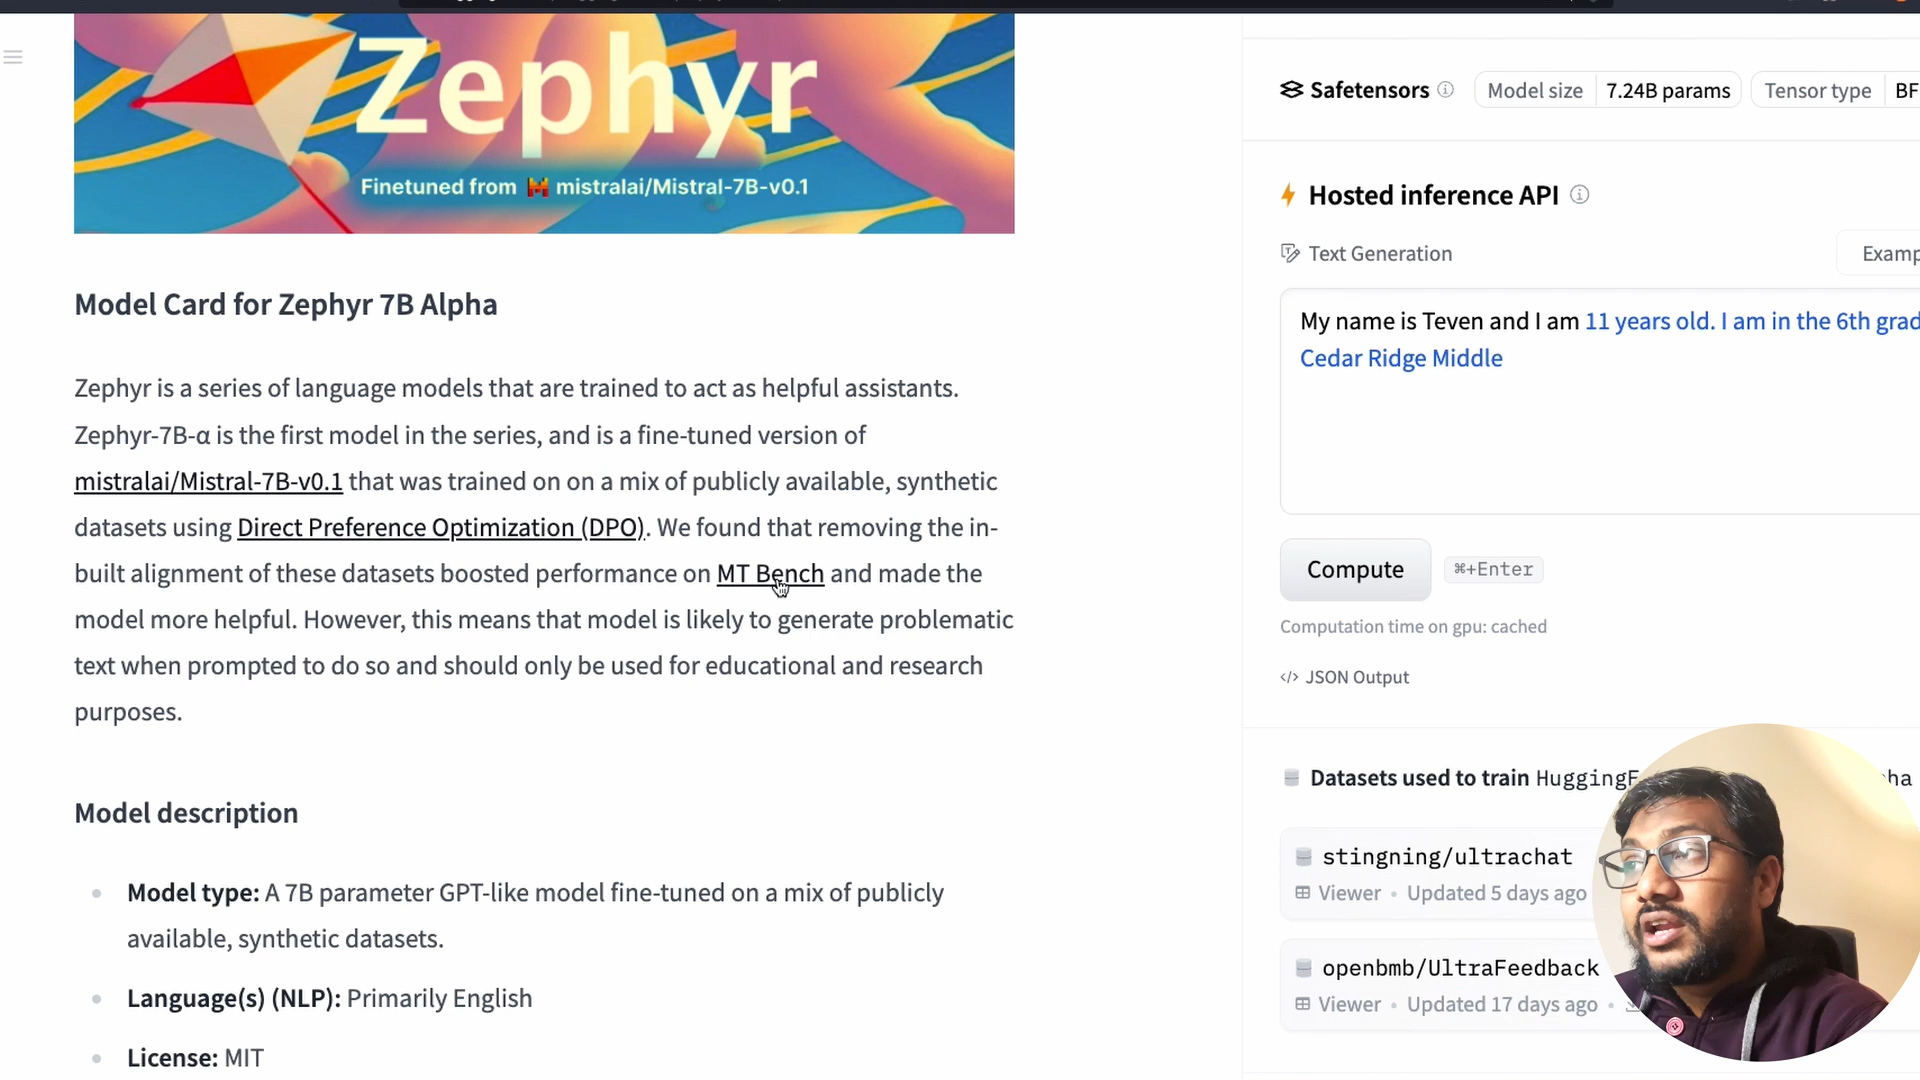 Zephyr
Finetuned from mistralai/Mistral-7B-v0.1
Model Card for Zephyr 7B Alpha
Zephyr is a series of language models that are trained to act as helpful assistants.
Zephyr-7B-α is the first model in the series, and is a fine-tuned version of
mistralai/Mistral-7B-v0.1 that was trained on on a mix of publicly available, synthetic
datasets using Direct Preference Optimization (DPO). We found that removing the in-
built alignment of these datasets boosted performance on MT Bench and made the
model more helpful. However, this means that model is likely to generate problematic
text when prompted to do so and should only be used for educational and research
purposes.
Model description
Model type: A 7B parameter GPT-like model fine-tuned on a mix of publicly
available, synthetic datasets.
Language(s) (NLP): Primarily English
License: MIT
Safetensors Model size 7.24B params Tensor type BF
Hosted inference API
Text Generation
Examp
My name is Teven and I am 11 years old. I am in the 6th grad
Cedar Ridge Middle
Compute ⌘+Enter
Computation time on gpu: cached
</> JSON Output
Datasets used to train HuggingF
stingning/ultrachat
Viewer • Updated 5 days ago
openbmb/UltraFeedback
Viewer • Updated 17 days ago •